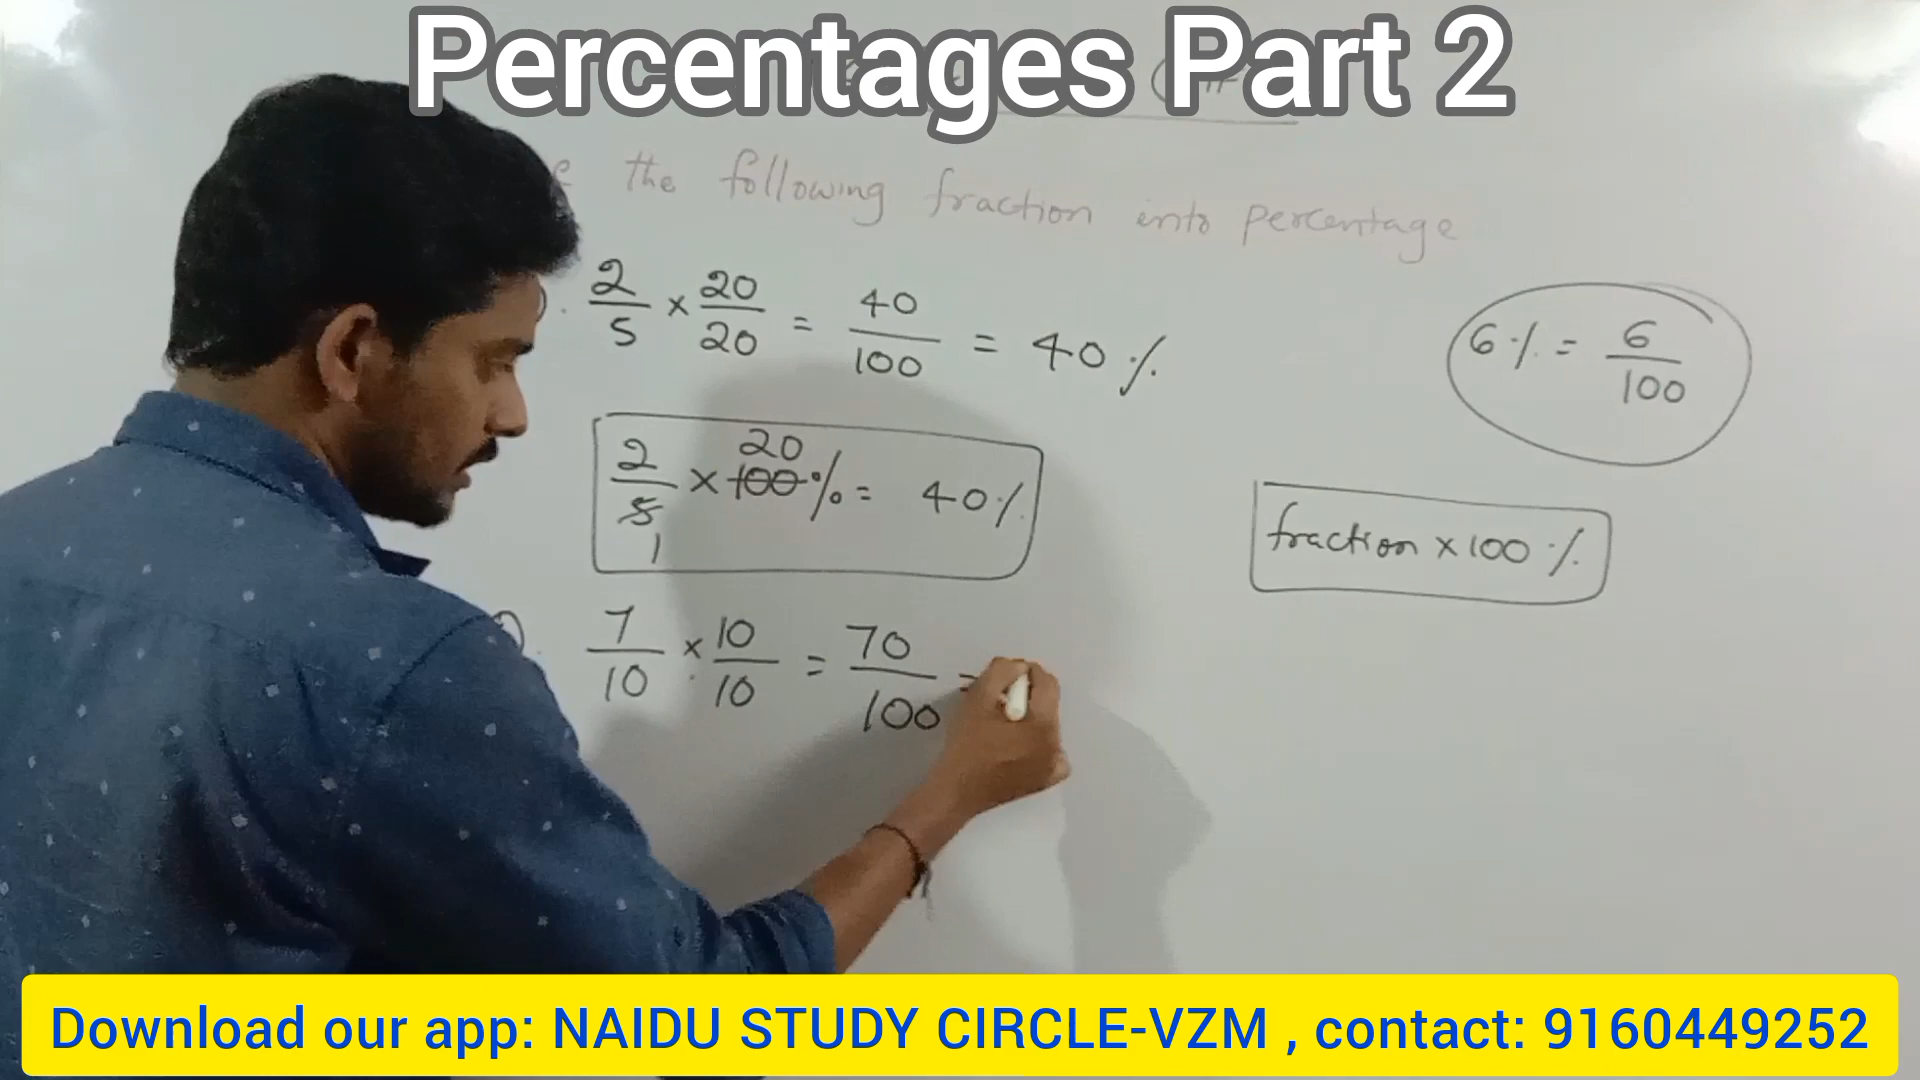 Percentages Part 2
the following fraction into percentage
2/5 × 20/20 = 40/100 = 40 %
6 % = 6/100
20
2/5 × 100 % = 40 %
1
fraction × 100 %
7/10 × 10/10 = 70/100 =
Download our app: NAIDU STUDY CIRCLE-VZM , contact: 9160449252